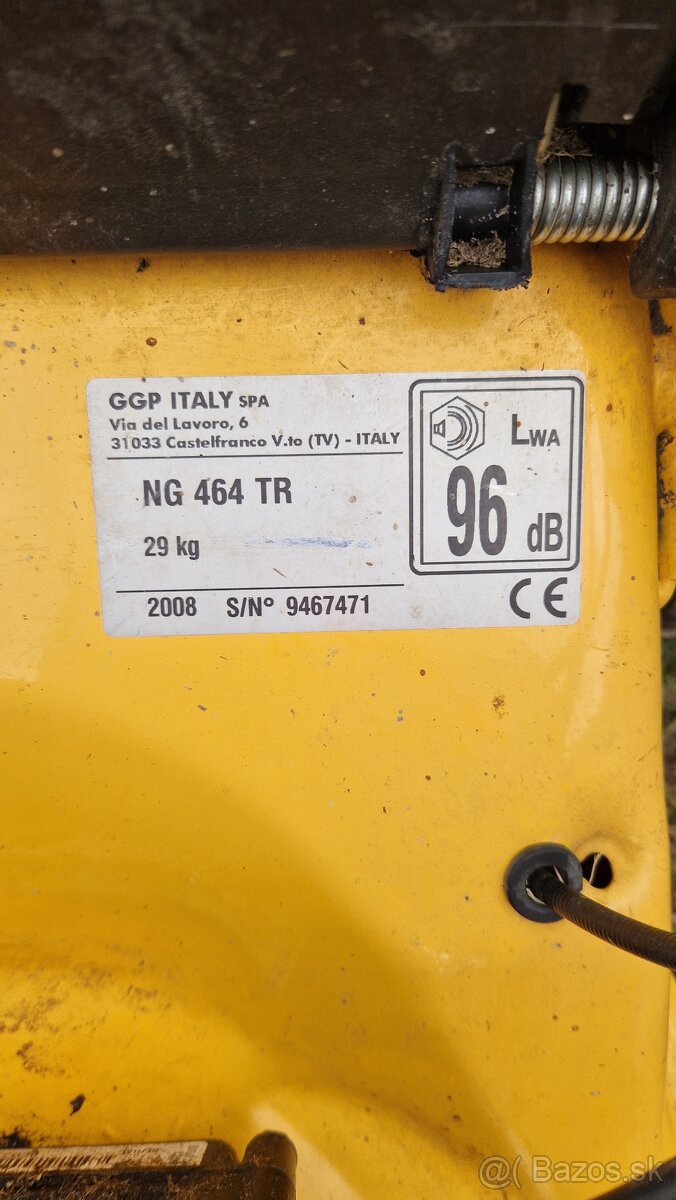 GGP ITALY SPA
Via del Lavoro, 6
31033 Castelfranco V.to (TV) - ITALY
NG 464 TR
29 kg
2008 S/N° 9467471
LWA
96 dB
CE
@ Bazos.sk